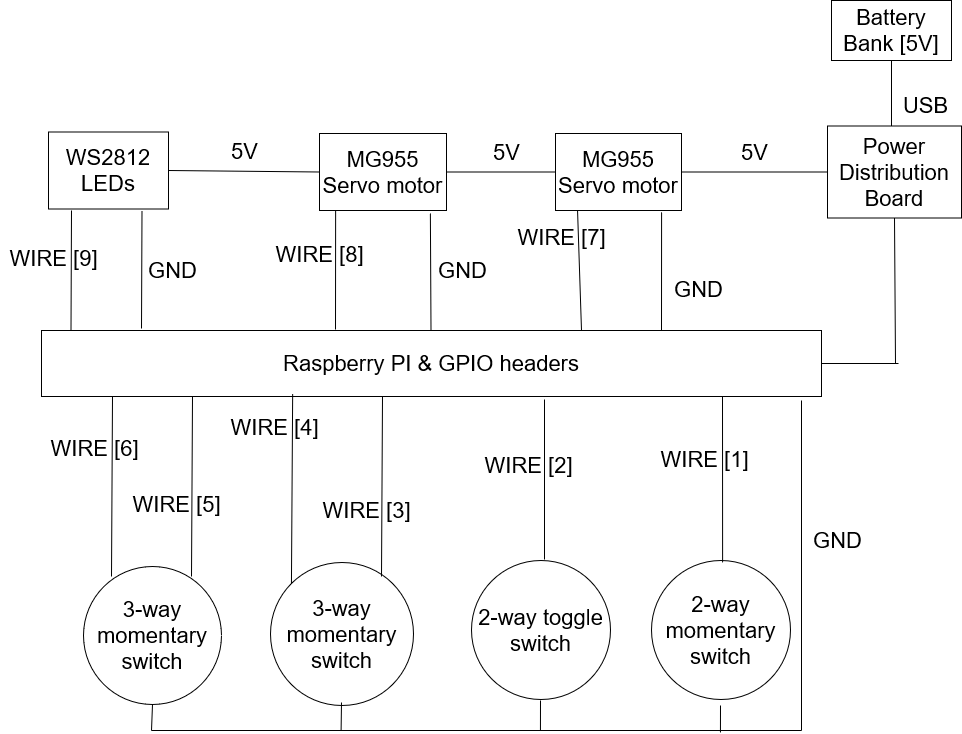 Battery
Bank [5V]
USB
WS2812
LEDs
5V
MG955
Servo motor
5V
MG955
Servo motor
5V
Power
Distribution
Board
WIRE [9]
GND
WIRE [8]
GND
WIRE [7]
GND
Raspberry PI & GPIO headers
WIRE [6]
WIRE [5]
WIRE [4]
WIRE [3]
WIRE [2]
WIRE [1]
GND
3-way
momentary
switch
3-way
momentary
switch
2-way toggle
switch
2-way
momentary
switch